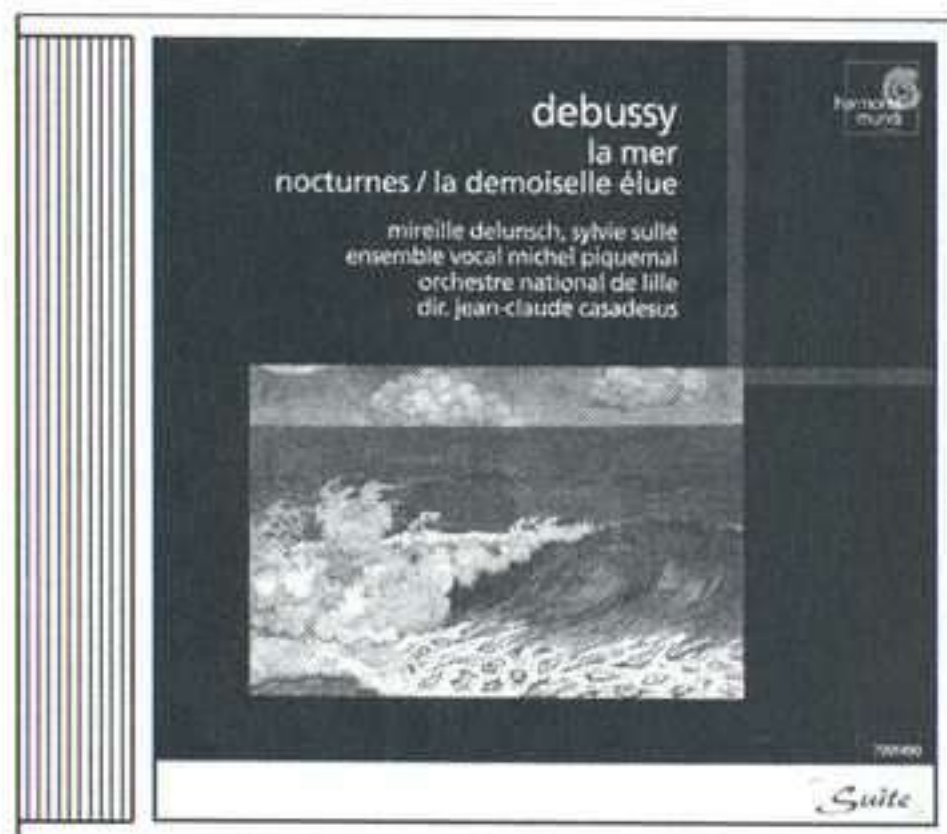 debussy
la mer
nocturnes / la demoiselle élue
mireille delunsch, sylvie sullé
ensemble vocal michel piquemal
orchestre national de lille
dir. jean-claude casadesus
harmonia
mundi
Suite